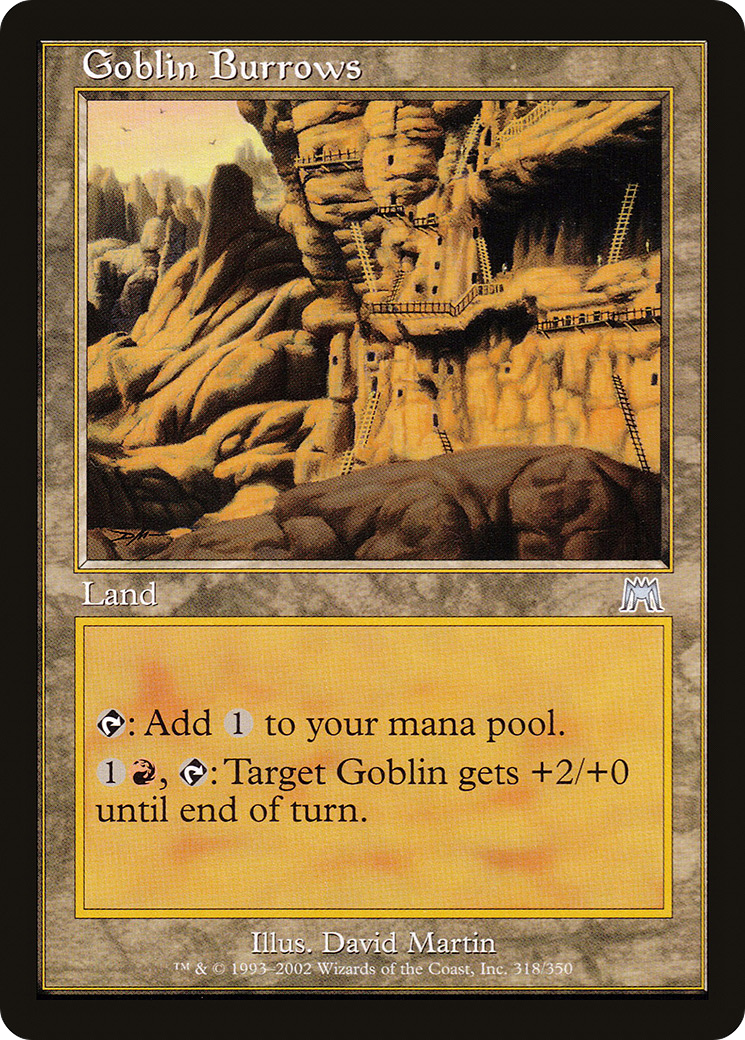 Goblin Burrows
Land
: Add 1 to your mana pool.
1, : Target Goblin gets +2/+0
until end of turn.
Illus. David Martin
™ & © 1993–2002 Wizards of the Coast, Inc. 318/350